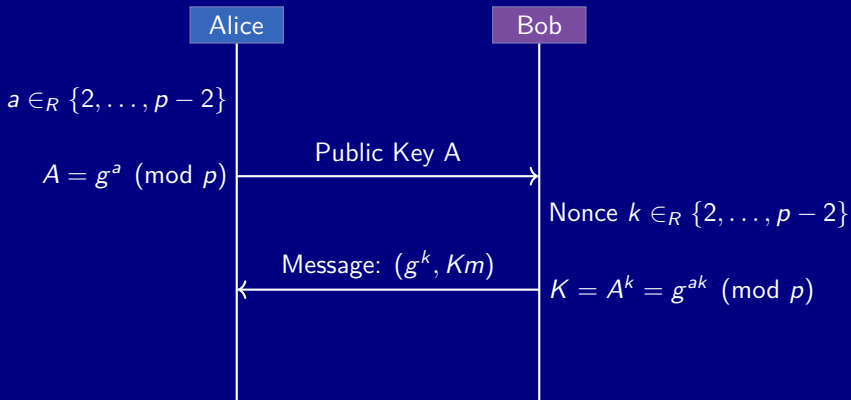 Alice
Bob
a ∈_R {2, …, p − 2}
Public Key A
A = g^a (mod p)
Nonce k ∈_R {2, …, p − 2}
Message: (g^k, Km)
K = A^k = g^{ak} (mod p)